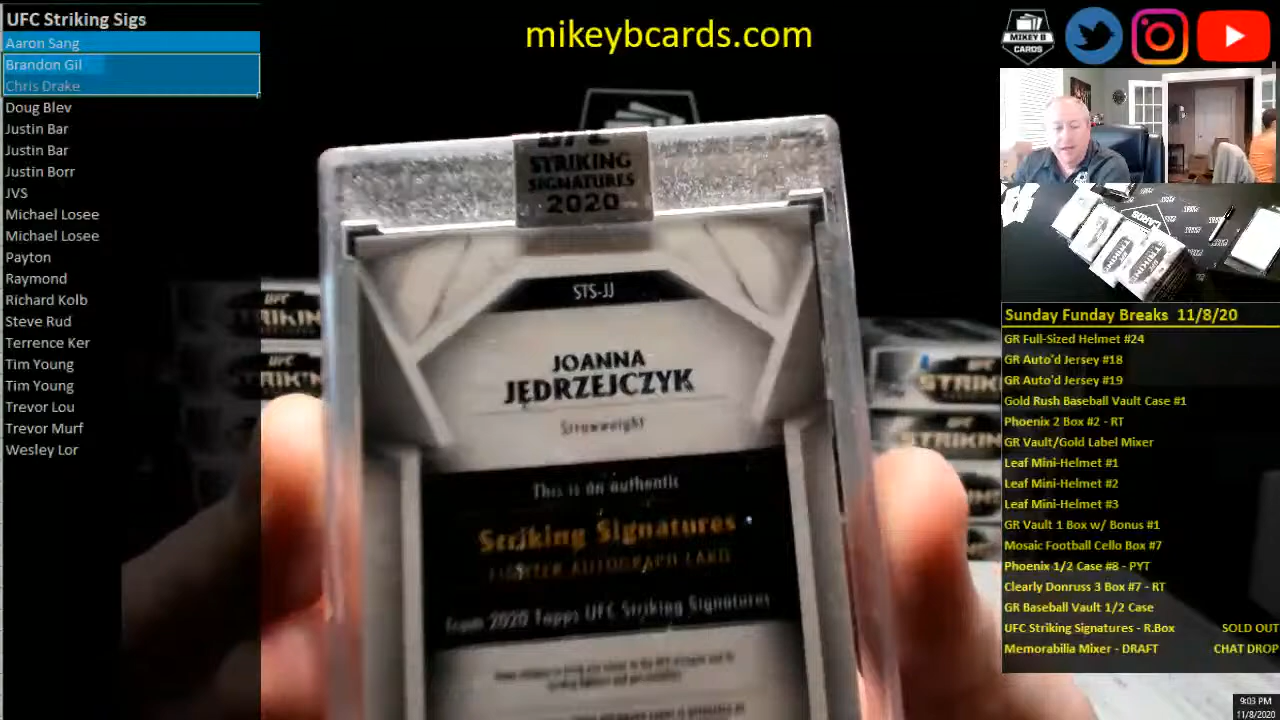 UFC Striking Sigs
Aaron Sang
Brandon Gil
Chris Drake
Doug Blev
Justin Bar
Justin Bar
Justin Borr
JVS
Michael Losee
Michael Losee
Payton
Raymond
Richard Kolb
Steve Rud
Terrence Ker
Tim Young
Tim Young
Trevor Lou
Trevor Murf
Wesley Lor
mikeybcards.com
STRIKING
SIGNATURES
2020
STS-JJ
JOANNA
JĘDRZEJCZYK
Strawweight
This is an authentic
Striking Signatures
FIGHTER AUTOGRAPH CARD
from 2020 Topps UFC Striking Signatures
MIKEY B
CARDS
Sunday Funday Breaks 11/8/20
GR Full-Sized Helmet #24
GR Auto'd Jersey #18
GR Auto'd Jersey #19
Gold Rush Baseball Vault Case #1
Phoenix 2 Box #2 - RT
GR Vault/Gold Label Mixer
Leaf Mini-Helmet #1
Leaf Mini-Helmet #2
Leaf Mini-Helmet #3
GR Vault 1 Box w/ Bonus #1
Mosaic Football Cello Box #7
Phoenix 1/2 Case #8 - PYT
Clearly Donruss 3 Box #7 - RT
GR Baseball Vault 1/2 Case
UFC Striking Signatures - R.Box SOLD OUT
Memorabilia Mixer - DRAFT CHAT DROP
9:03 PM
11/8/2020